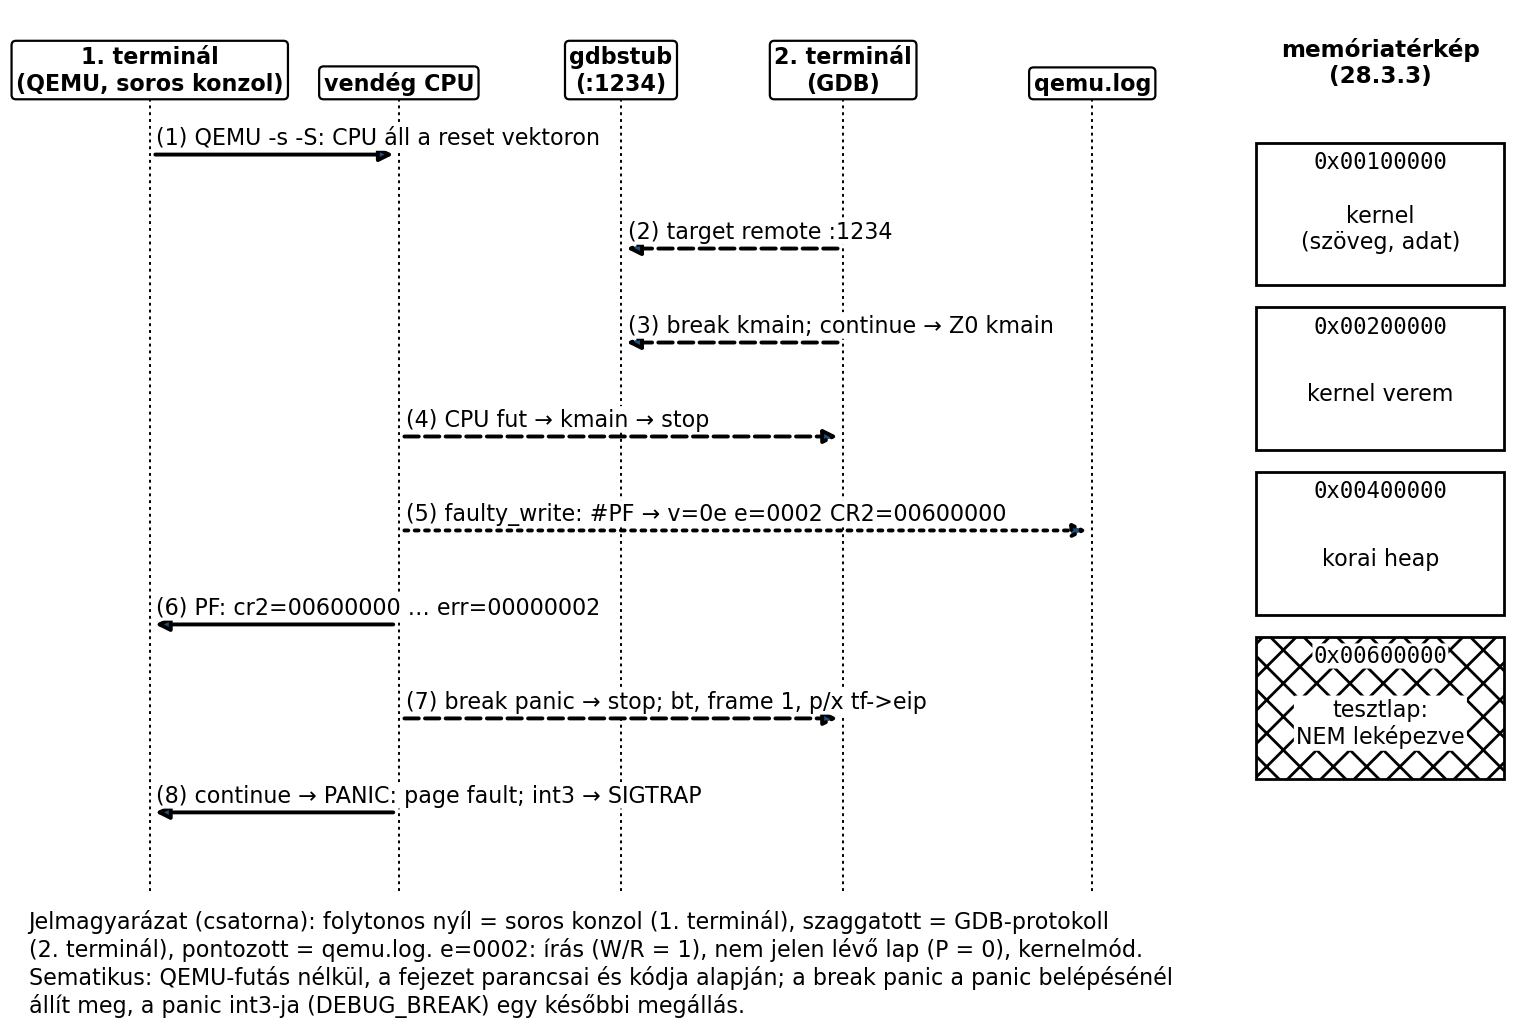 1. terminál
(QEMU, soros konzol)
vendég CPU
gdbstub
(:1234)
2. terminál
(GDB)
qemu.log
memóriatérkép
(28.3.3)
(1) QEMU -s -S: CPU áll a reset vektoron
(2) target remote :1234
(3) break kmain; continue → Z0 kmain
(4) CPU fut → kmain → stop
(5) faulty_write: #PF → v=0e e=0002 CR2=00600000
(6) PF: cr2=00600000 … err=00000002
(7) break panic → stop; bt, frame 1, p/x tf->eip
(8) continue → PANIC: page fault; int3 → SIGTRAP
0x00100000
kernel
(szöveg, adat)
0x00200000
kernel verem
0x00400000
korai heap
0x00600000
tesztlap:
NEM leképezve
Jelmagyarázat (csatorna): folytonos nyíl = soros konzol (1. terminál), szaggatott = GDB-protokoll
(2. terminál), pontozott = qemu.log. e=0002: írás (W/R = 1), nem jelen lévő lap (P = 0), kernelmód.
Sematikus: QEMU-futás nélkül, a fejezet parancsai és kódja alapján; a break panic a panic belépésénél
állít meg, a panic int3-ja (DEBUG_BREAK) egy későbbi megállás.